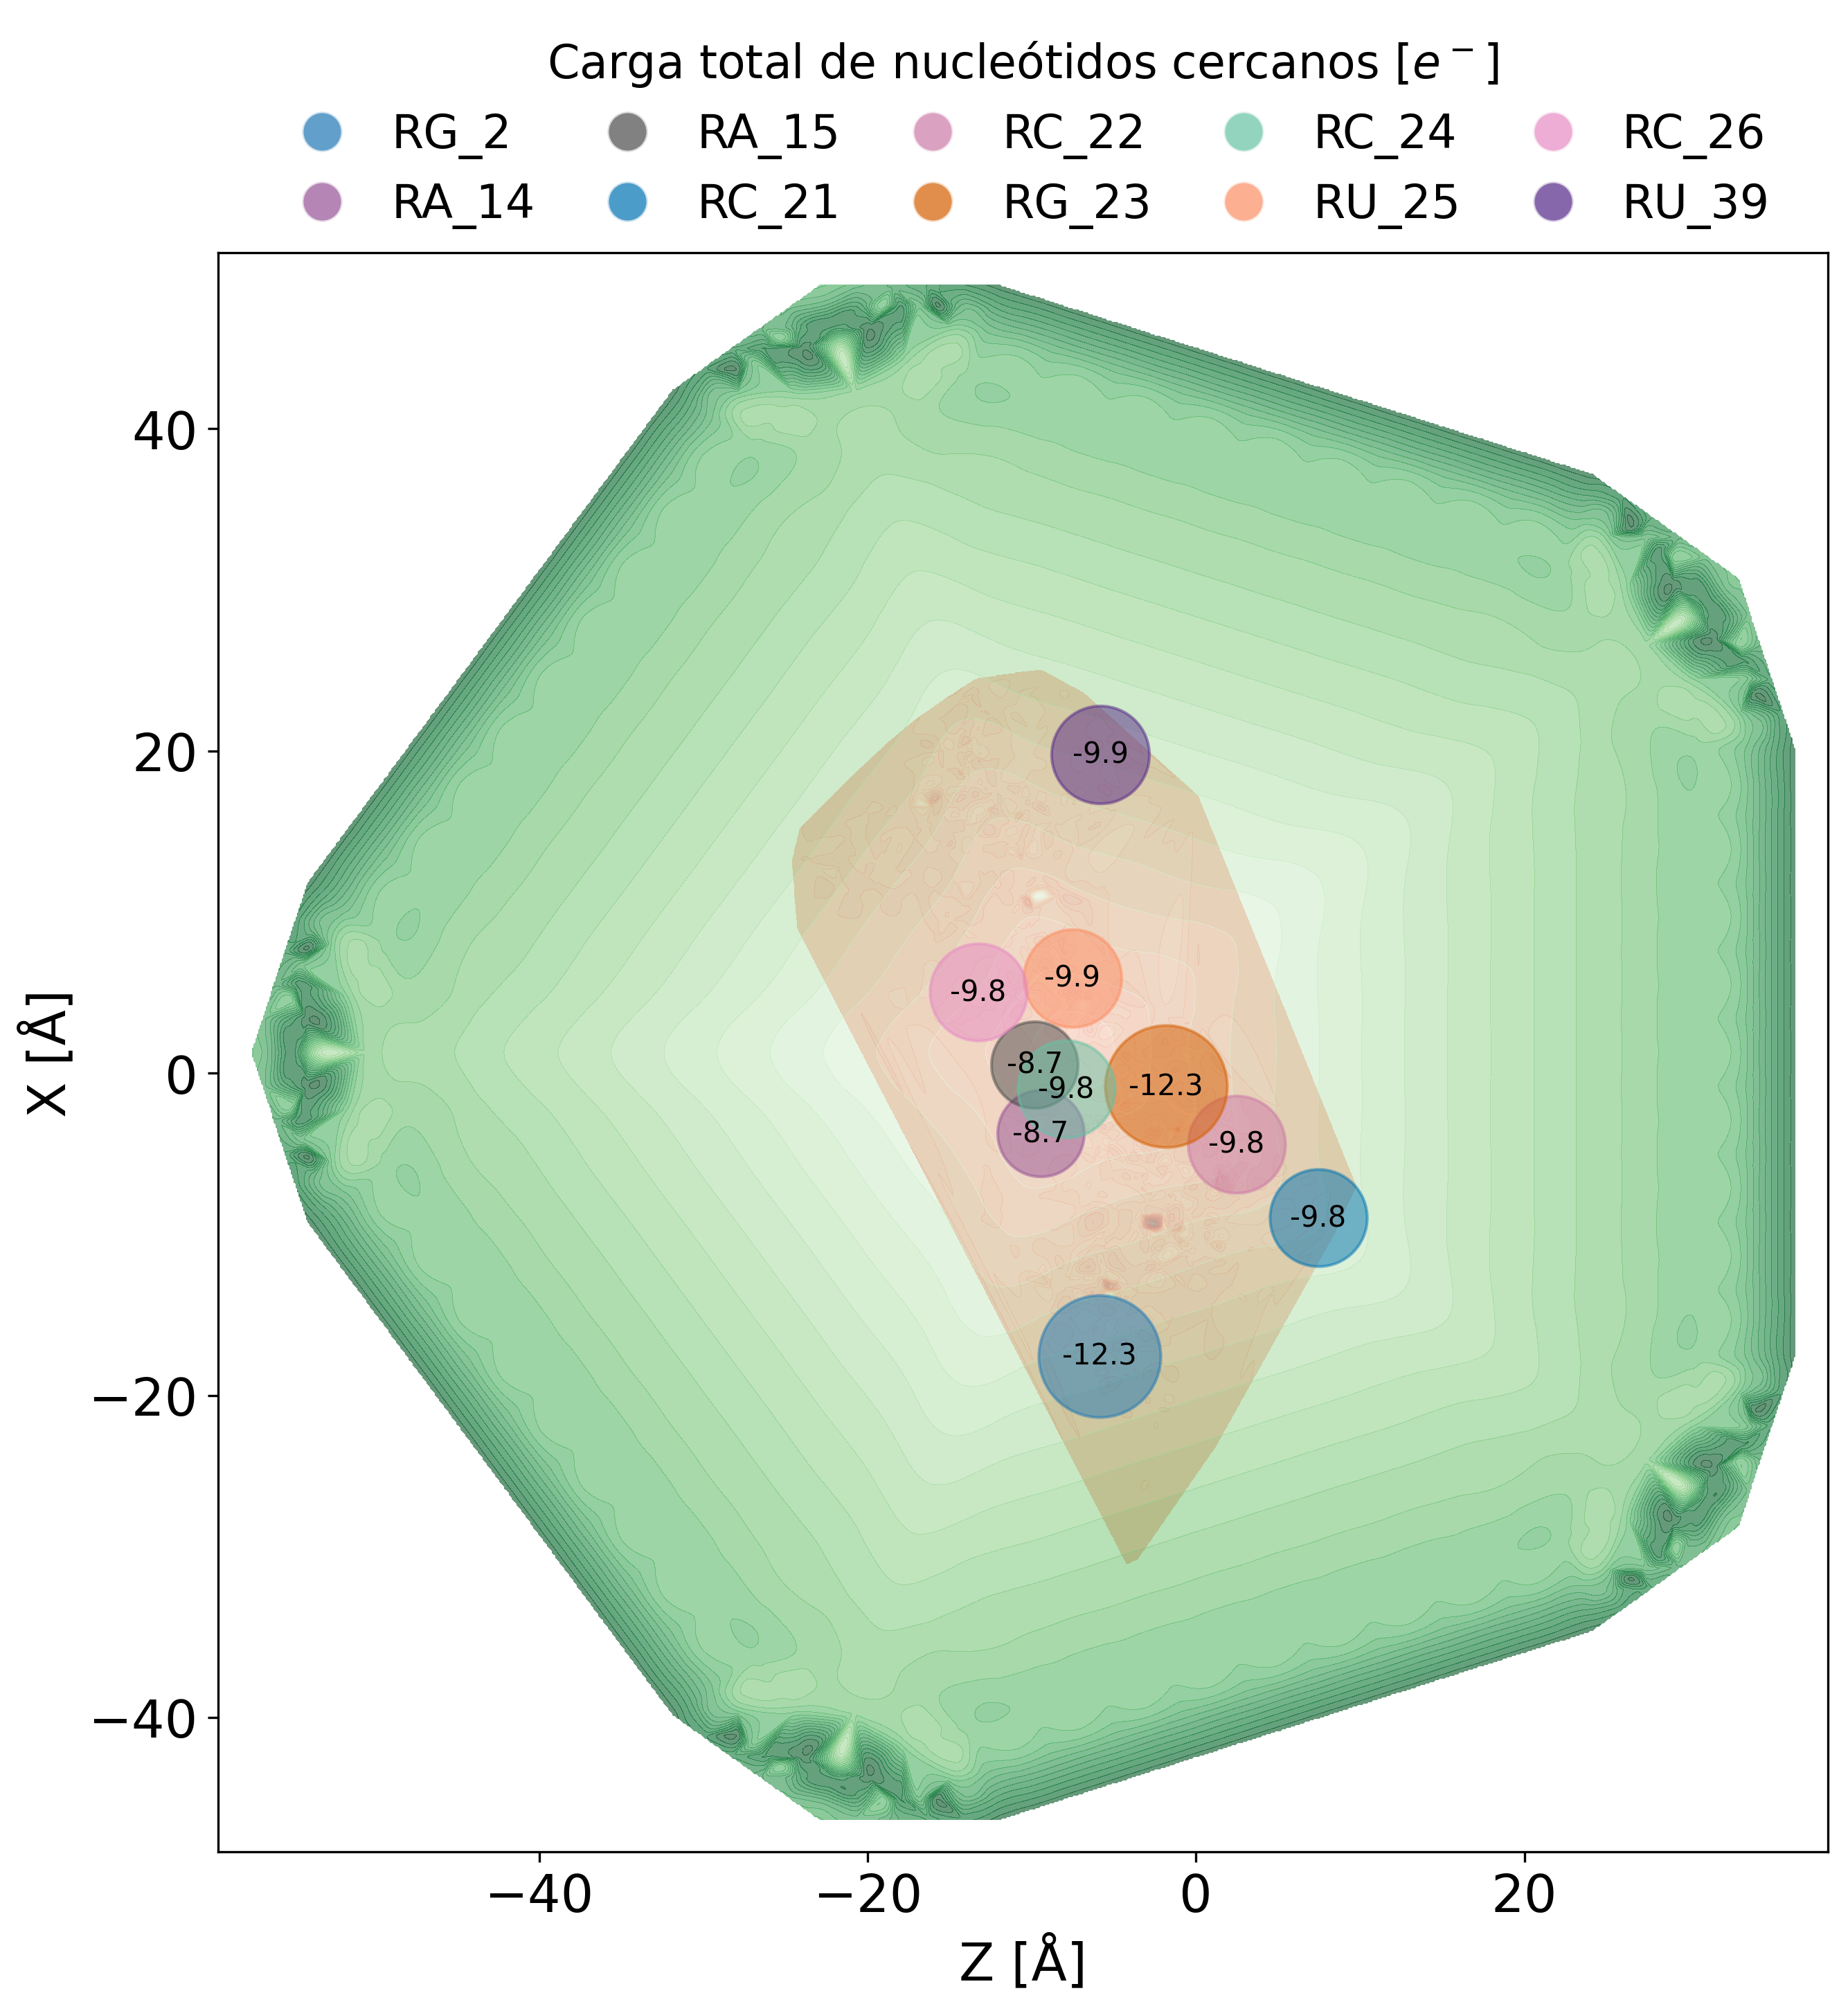 Carga total de nucleótidos cercanos [e⁻]
RG_2 RA_15 RC_22 RC_24 RC_26
RA_14 RC_21 RG_23 RU_25 RU_39
40
20
0
−20
−40
X [Å]
-9.9
-9.9
-9.8
-8.7
-9.8
-12.3
-8.7
-9.8
-9.8
-12.3
−40 −20 0 20
Z [Å]